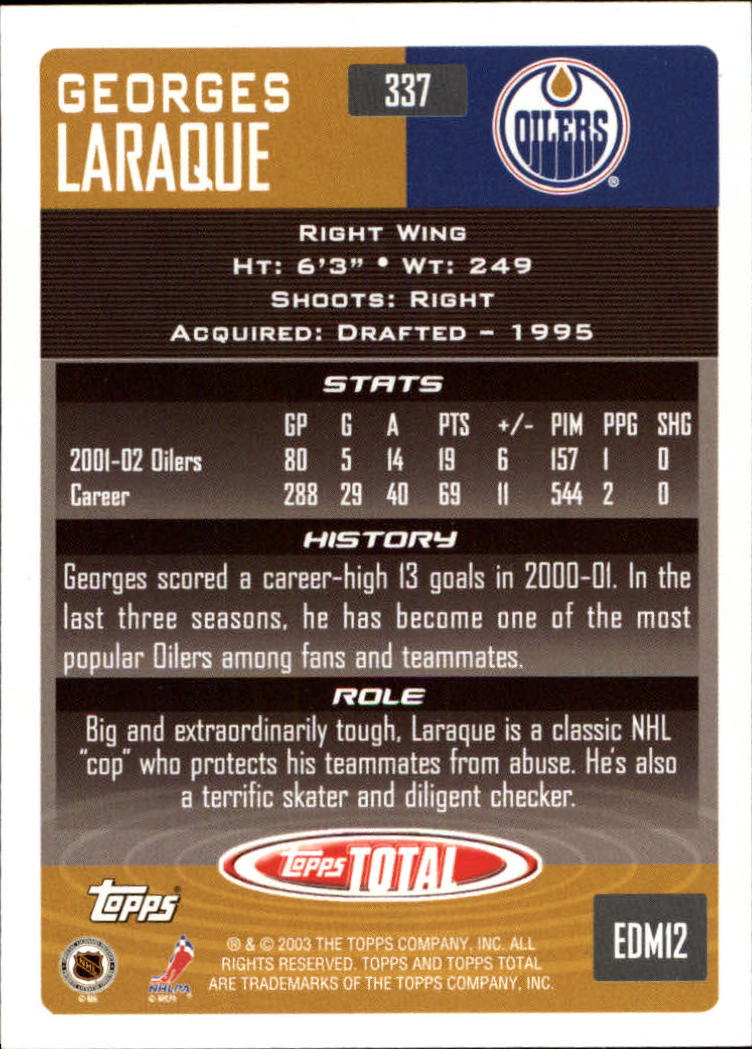 GEORGES
LARAQUE
337
OILERS
®
RIGHT WING
HT: 6'3" • WT: 249
SHOOTS: RIGHT
ACQUIRED: DRAFTED – 1995
STATS
GP G A PTS +/- PIM PPG SHG
2001-02 Oilers 80 5 14 19 6 157 1 0
Career 288 29 40 69 11 544 2 0
HISTORY
Georges scored a career-high 13 goals in 2000-01. In the
last three seasons, he has become one of the most
popular Oilers among fans and teammates.
ROLE
Big and extraordinarily tough, Laraque is a classic NHL
"cop" who protects his teammates from abuse. He's also
a terrific skater and diligent checker.
Topps TOTAL
Topps®
EDM12
® & © 2003 THE TOPPS COMPANY, INC. ALL
RIGHTS RESERVED. TOPPS AND TOPPS TOTAL
ARE TRADEMARKS OF THE TOPPS COMPANY, INC.
NHL
NHLPA
© NHLPA